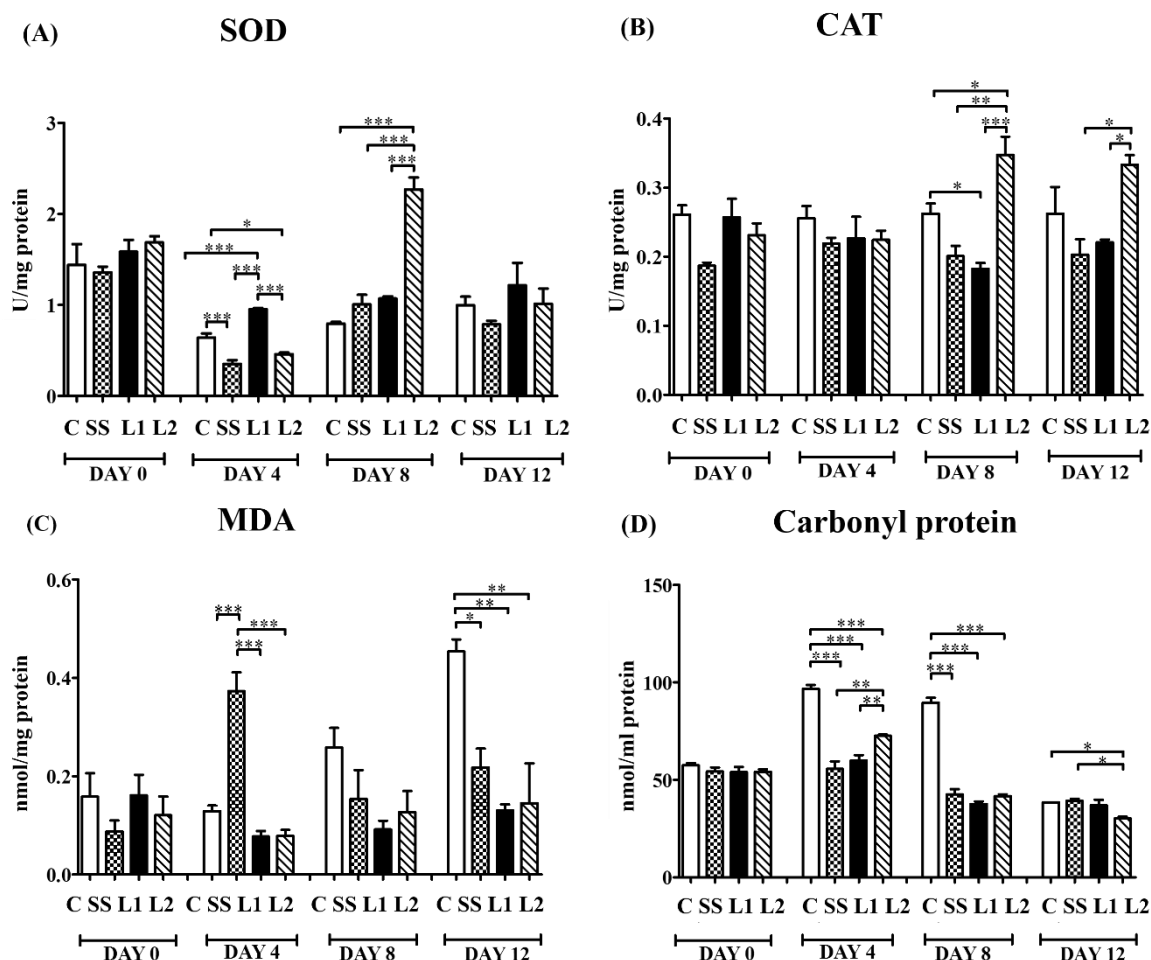 (A) SOD
U/mg protein
3
2
1
0
***
***
***
*
***
***
***
***
C SS L1 L2 C SS L1 L2 C SS L1 L2 C SS L1 L2
DAY 0 DAY 4 DAY 8 DAY 12
(B) CAT
U/mg protein
0.4
0.3
0.2
0.1
0.0
*
**
***
*
*
*
C SS L1 L2 C SS L1 L2 C SS L1 L2 C SS L1 L2
DAY 0 DAY 4 DAY 8 DAY 12
(C) MDA
nmol/mg protein
0.6
0.4
0.2
0.0
***
***
***
**
**
*
C SS L1 L2 C SS L1 L2 C SS L1 L2 C SS L1 L2
DAY 0 DAY 4 DAY 8 DAY 12
(D) Carbonyl protein
nmol/ml protein
150
100
50
0
***
***
***
**
**
***
***
***
*
*
C SS L1 L2 C SS L1 L2 C SS L1 L2 C SS L1 L2
DAY 0 DAY 4 DAY 8 DAY 12